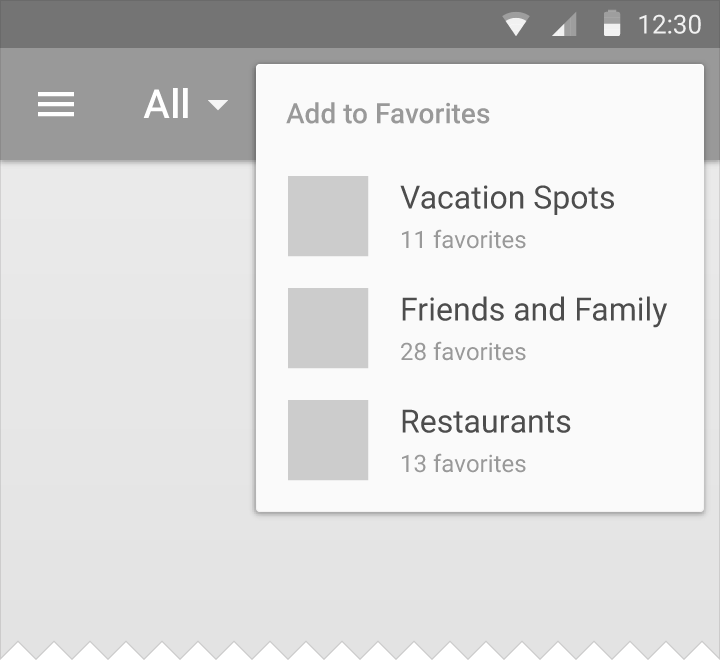 12:30
All
Add to Favorites
Vacation Spots
11 favorites
Friends and Family
28 favorites
Restaurants
13 favorites